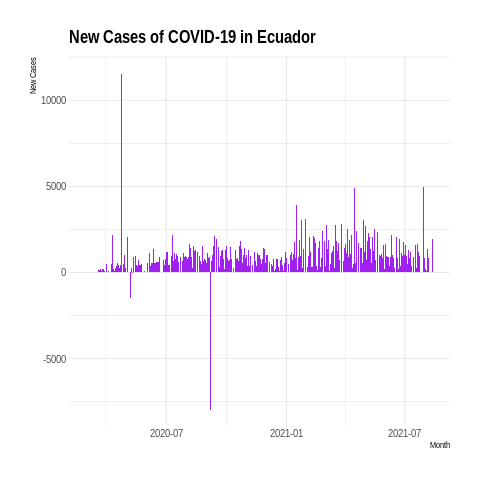 New Cases of COVID-19 in Ecuador
New Cases
10000
5000
0
-5000
2020-07
2021-01
2021-07
Month